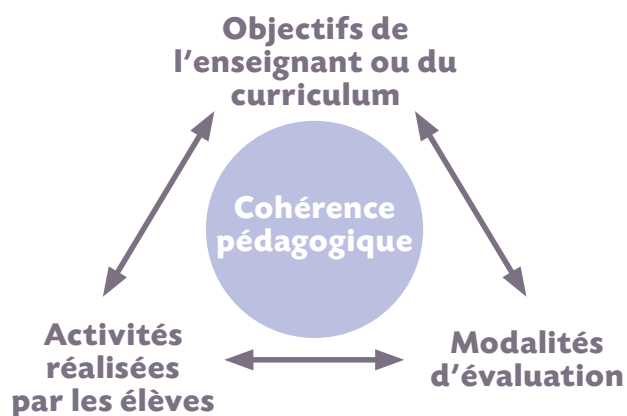 Objectifs de
l’enseignant ou du
curriculum
Cohérence
pédagogique
Activités
réalisées
par les élèves
Modalités
d’évaluation